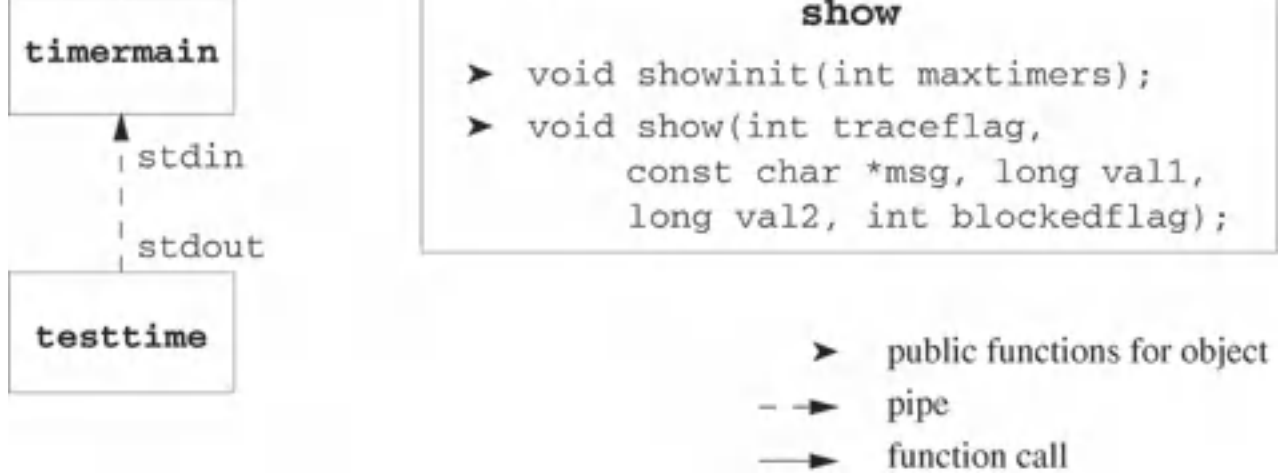 timermain
stdin
stdout
testtime
show
➤ void showinit(int maxtimers);
➤ void show(int traceflag,
const char *msg, long val1,
long val2, int blockedflag);
➤ public functions for object
pipe
function call